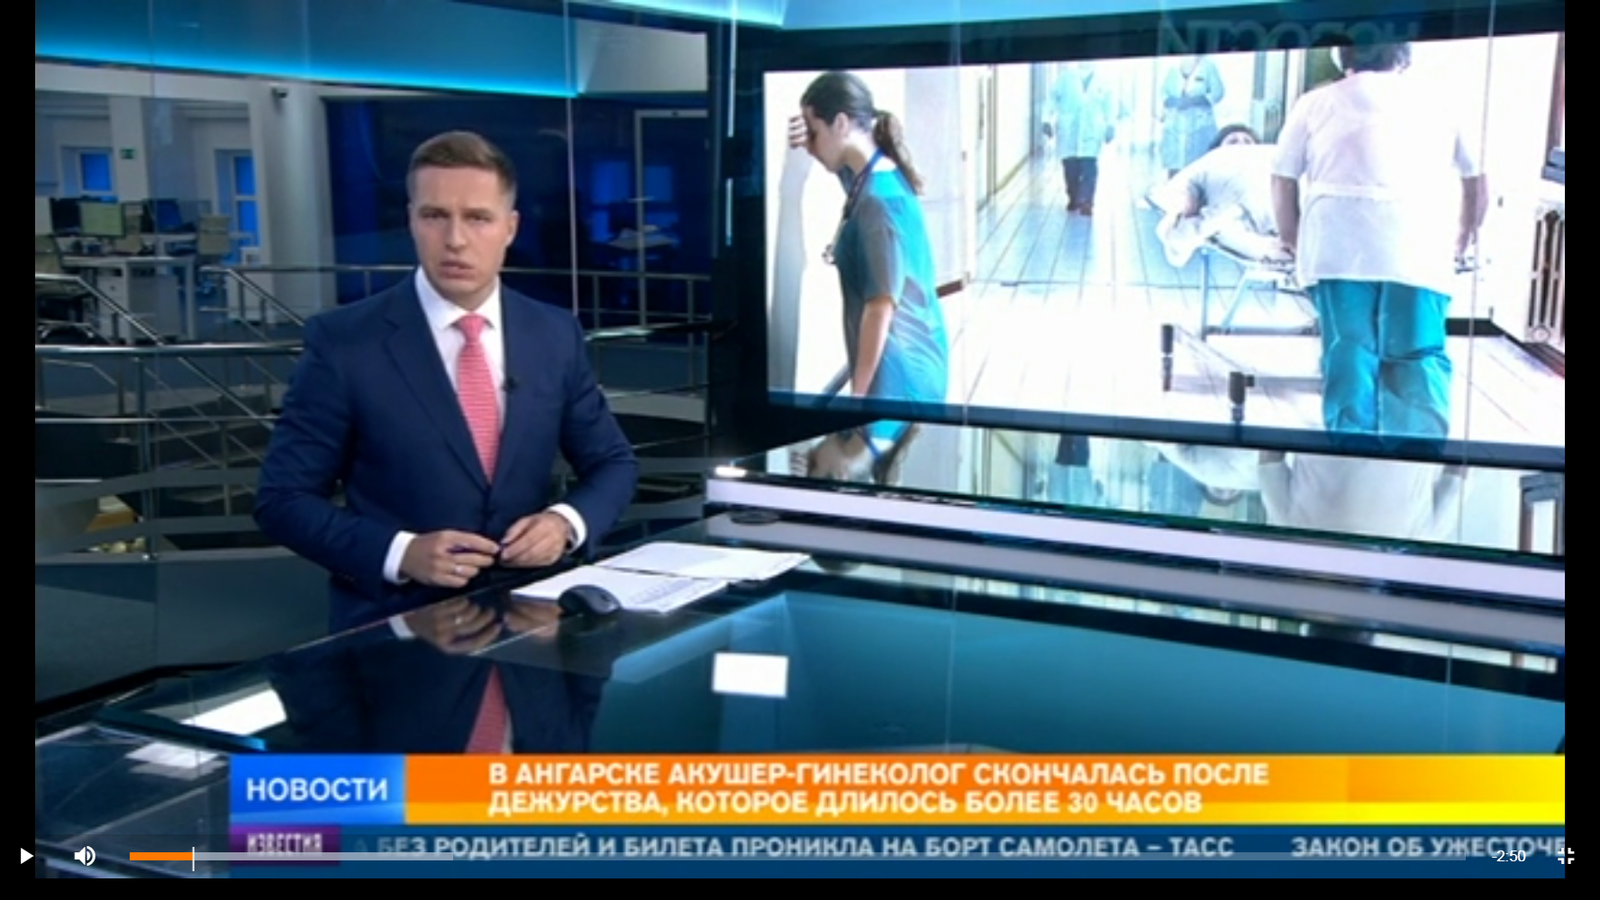 НОВОСТИ
В АНГАРСКЕ АКУШЕР-ГИНЕКОЛОГ СКОНЧАЛАСЬ ПОСЛЕ
ДЕЖУРСТВА, КОТОРОЕ ДЛИЛОСЬ БОЛЕЕ 30 ЧАСОВ
ИЗВЕСТИЯ
А БЕЗ РОДИТЕЛЕЙ И БИЛЕТА ПРОНИКЛА НА БОРТ САМОЛЕТА – ТАСС ЗАКОН ОБ УЖЕСТОЧЕ
-2:50